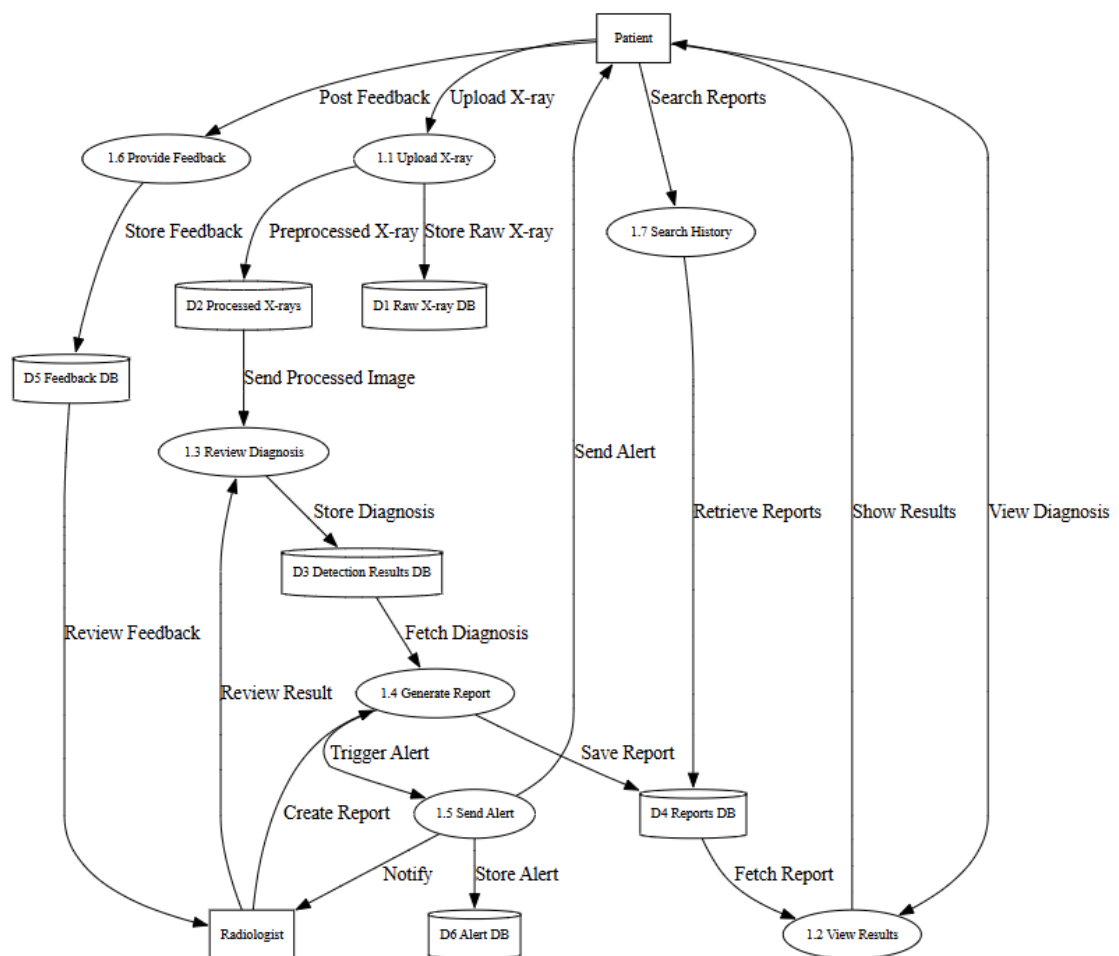 Patient
Post Feedback
Upload X-ray
Search Reports
1.6 Provide Feedback
1.1 Upload X-ray
1.7 Search History
Store Feedback
Preprocessed X-ray
Store Raw X-ray
D2 Processed X-rays
D1 Raw X-ray DB
D5 Feedback DB
Send Processed Image
1.3 Review Diagnosis
Send Alert
Store Diagnosis
Retrieve Reports
Show Results
View Diagnosis
D3 Detection Results DB
Review Feedback
Fetch Diagnosis
1.4 Generate Report
Review Result
Trigger Alert
Save Report
Create Report
1.5 Send Alert
D4 Reports DB
Notify
Store Alert
Fetch Report
Radiologist
D6 Alert DB
1.2 View Results